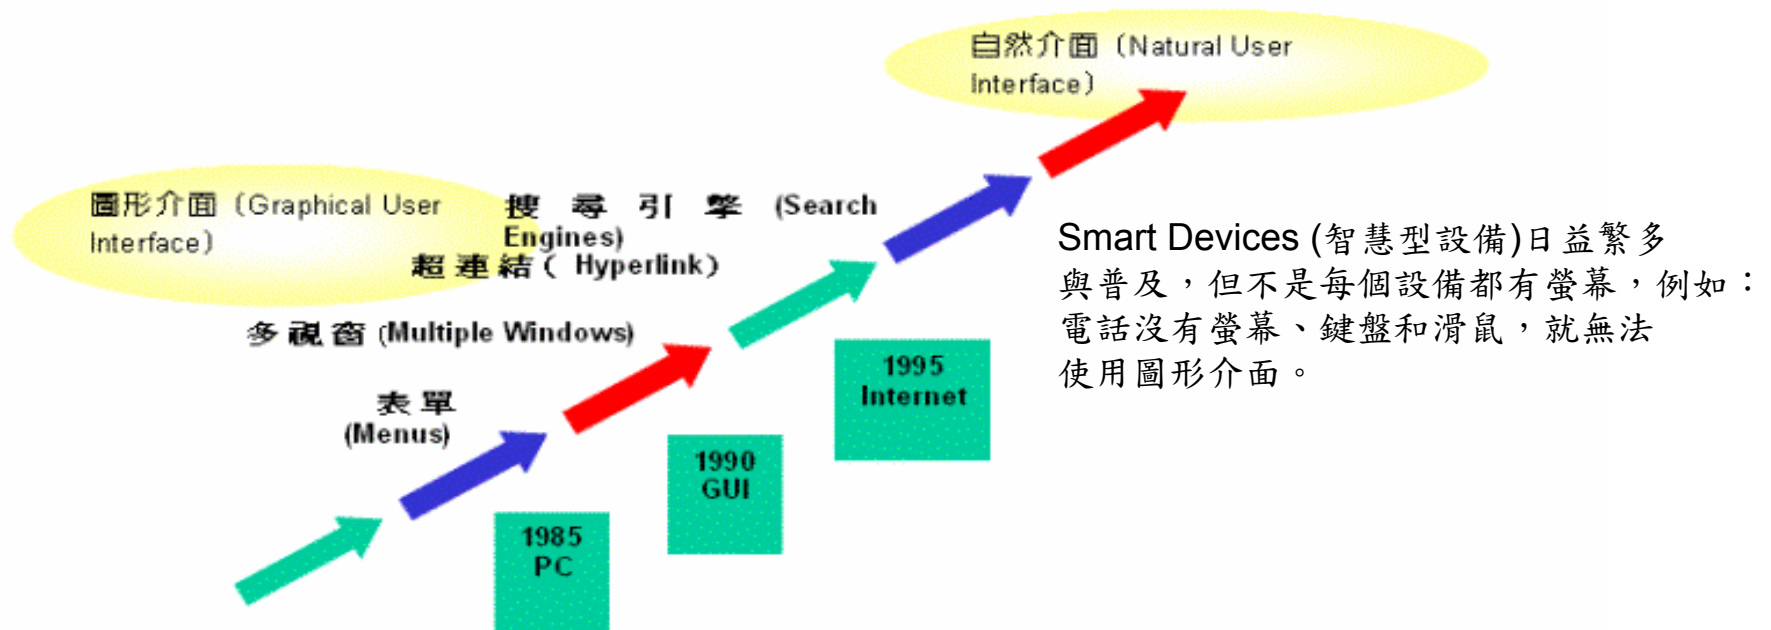 自然介面 (Natural User
Interface)
圖形介面 (Graphical User
Interface)
搜尋引擎 (Search
Engines)
超連結 ( Hyperlink)
多視窗 (Multiple Windows)
表單
(Menus)
Smart Devices (智慧型設備)日益繁多
與普及，但不是每個設備都有螢幕，例如：
電話沒有螢幕、鍵盤和滑鼠，就無法
使用圖形介面。
1995
Internet
1990
GUI
1985
PC